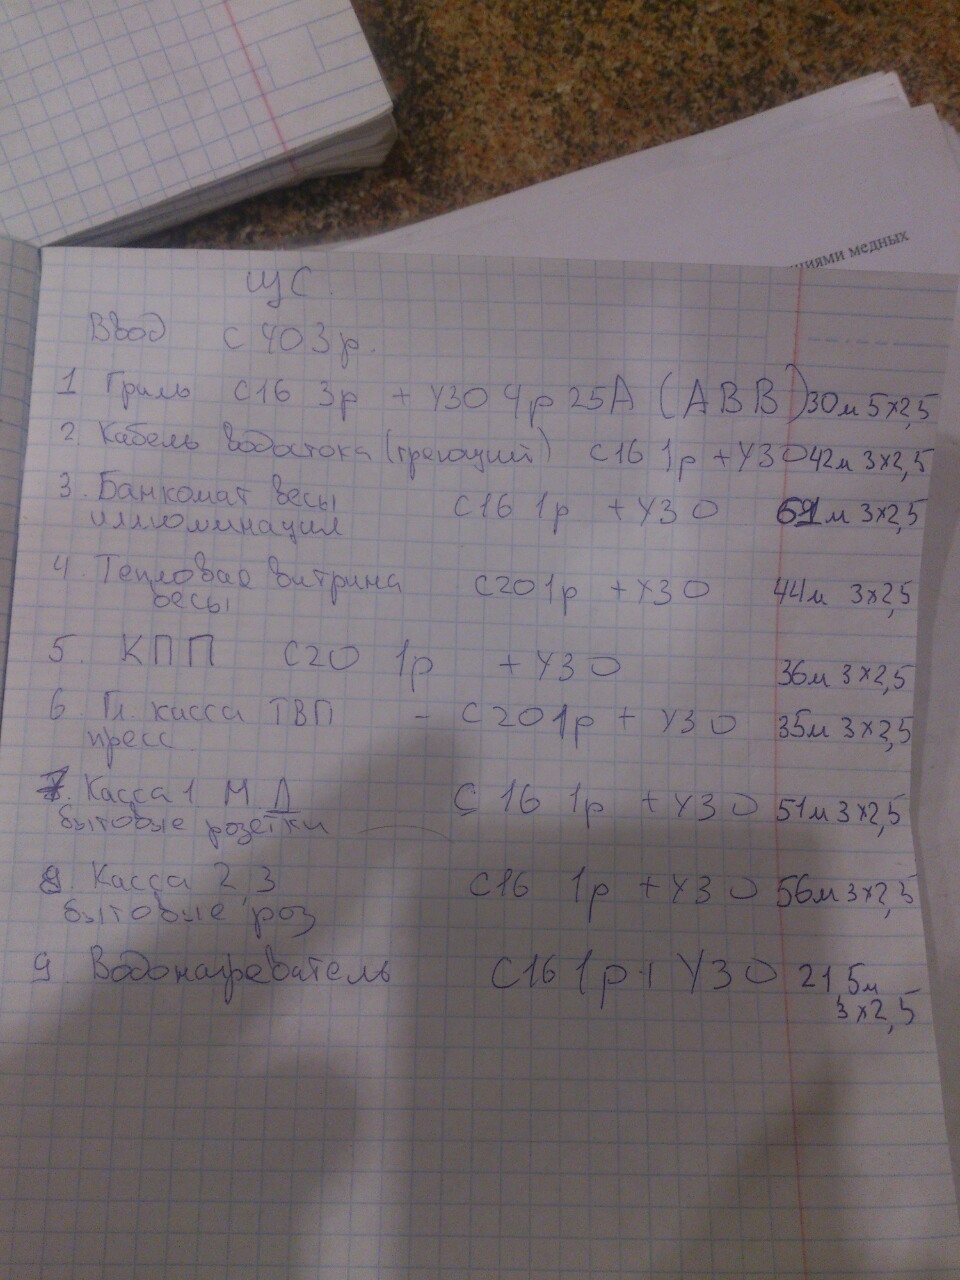 циями медных
ЩС.
Ввод С 40 3р.
1 Гриль С16 3р + УЗО 4р 25А (АВВ) 30м 5х2,5
2. Кабель водостока (греющий) С16 1р + УЗО 42м 3х2,5
3. Банкомат весы С16 1р + УЗО м 3х2,5
иллюминация
4. Тепловая витрина С20 1р + УЗО 44м 3х2,5
весы
5. КПП С20 1р + УЗО 36м 3х2,5
6 Гл. касса ТВП - С20 1р + УЗО 35м 3х2,5
пресс
7. Касса 1 М Д С 16 1р + УЗО 51м 3х2,5
бытовые розетки
8. Касса 2 3 С16 1р + УЗО 56м 3х2,5
бытовые роз
9 Водонагреватель С16 1р + УЗО 21 5м
3х2,5